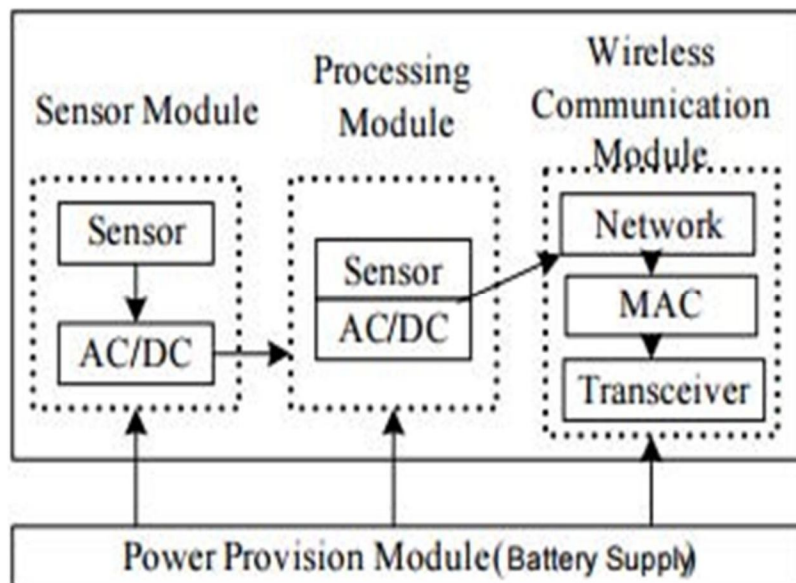 Sensor Module
Processing
Module
Wireless
Communication
Module
Sensor
AC/DC
Sensor
AC/DC
Network
MAC
Transceiver
Power Provision Module(Battery Supply)